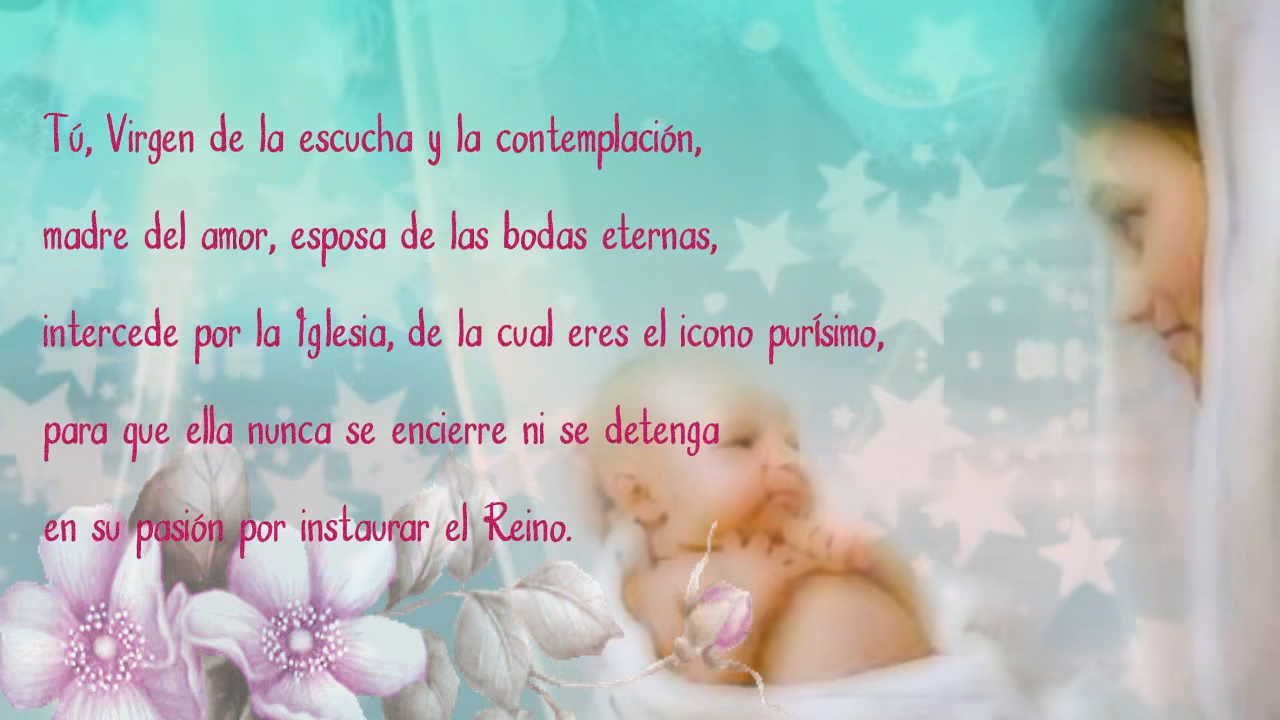 Tú, Virgen de la escucha y la contemplación,
madre del amor, esposa de las bodas eternas,
intercede por la Iglesia, de la cual eres el icono purísimo,
para que ella nunca se encierre ni se detenga
en su pasión por instaurar el Reino.